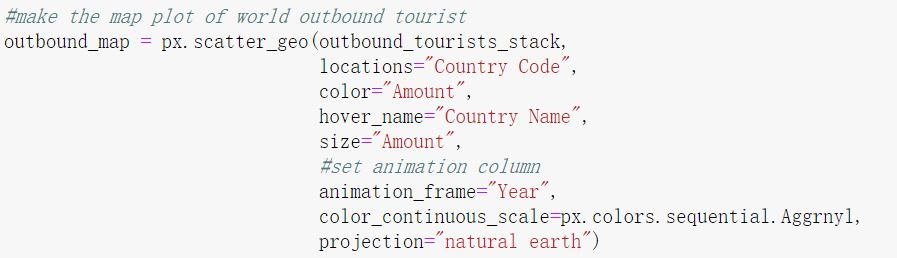 #make the map plot of world outbound tourist
outbound_map = px.scatter_geo(outbound_tourists_stack,
locations="Country Code",
color="Amount",
hover_name="Country Name",
size="Amount",
#set animation column
animation_frame="Year",
color_continuous_scale=px.colors.sequential.Aggrnyl,
projection="natural earth")